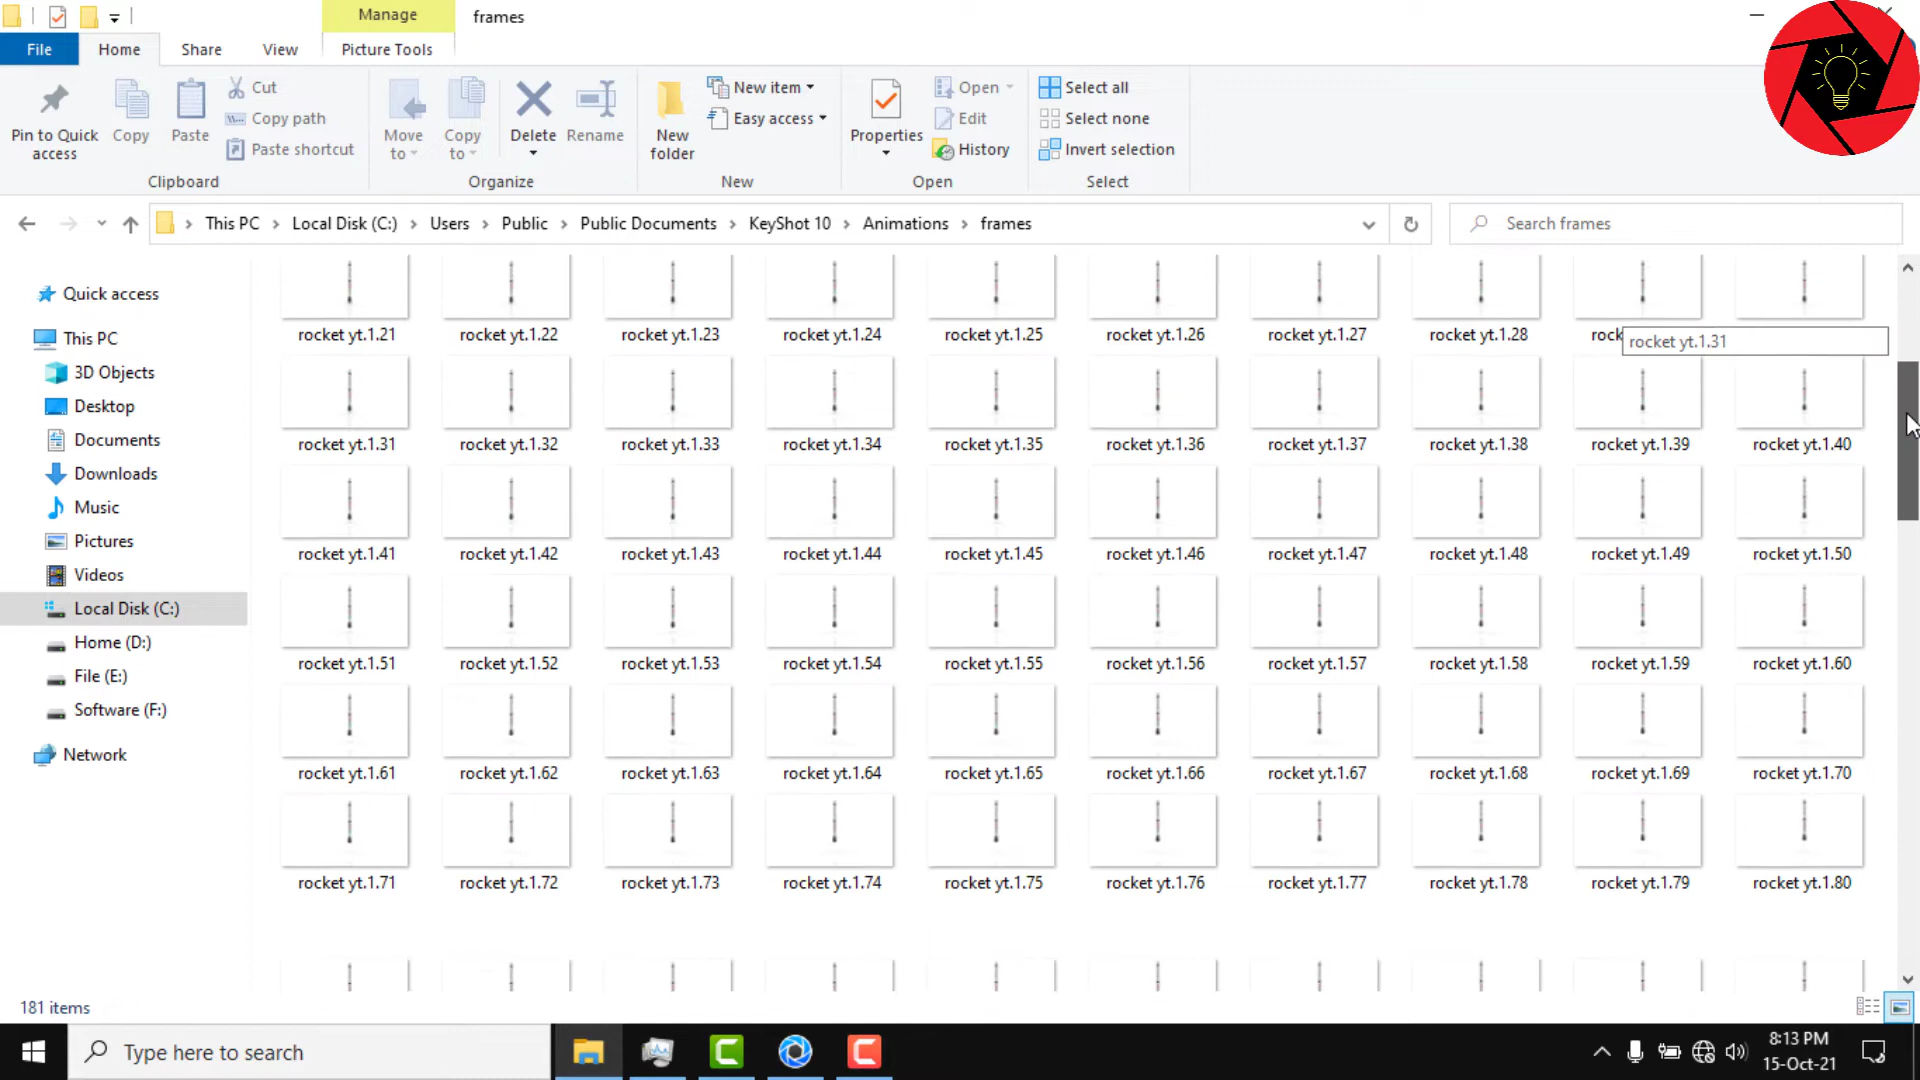 Manage
frames
File
Home
Share
View
Picture Tools
Pin to Quick access
Copy
Paste
Cut
Copy path
Paste shortcut
Move to
Copy to
Delete
Rename
New folder
New item
Easy access
Properties
Open
Edit
History
Select all
Select none
Invert selection
Clipboard
Organize
New
Open
Select
This PC > Local Disk (C:) > Users > Public > Public Documents > KeyShot 10 > Animations > frames
Search frames
Quick access
This PC
3D Objects
Desktop
Documents
Downloads
Music
Pictures
Videos
Local Disk (C:)
Home (D:)
File (E:)
Software (F:)
Network
rocket yt.1.21 rocket yt.1.22 rocket yt.1.23 rocket yt.1.24 rocket yt.1.25 rocket yt.1.26 rocket yt.1.27 rocket yt.1.28 rock
rocket yt.1.31
rocket yt.1.31 rocket yt.1.32 rocket yt.1.33 rocket yt.1.34 rocket yt.1.35 rocket yt.1.36 rocket yt.1.37 rocket yt.1.38 rocket yt.1.39 rocket yt.1.40
rocket yt.1.41 rocket yt.1.42 rocket yt.1.43 rocket yt.1.44 rocket yt.1.45 rocket yt.1.46 rocket yt.1.47 rocket yt.1.48 rocket yt.1.49 rocket yt.1.50
rocket yt.1.51 rocket yt.1.52 rocket yt.1.53 rocket yt.1.54 rocket yt.1.55 rocket yt.1.56 rocket yt.1.57 rocket yt.1.58 rocket yt.1.59 rocket yt.1.60
rocket yt.1.61 rocket yt.1.62 rocket yt.1.63 rocket yt.1.64 rocket yt.1.65 rocket yt.1.66 rocket yt.1.67 rocket yt.1.68 rocket yt.1.69 rocket yt.1.70
rocket yt.1.71 rocket yt.1.72 rocket yt.1.73 rocket yt.1.74 rocket yt.1.75 rocket yt.1.76 rocket yt.1.77 rocket yt.1.78 rocket yt.1.79 rocket yt.1.80
181 items
Type here to search
8:13 PM
15-Oct-21